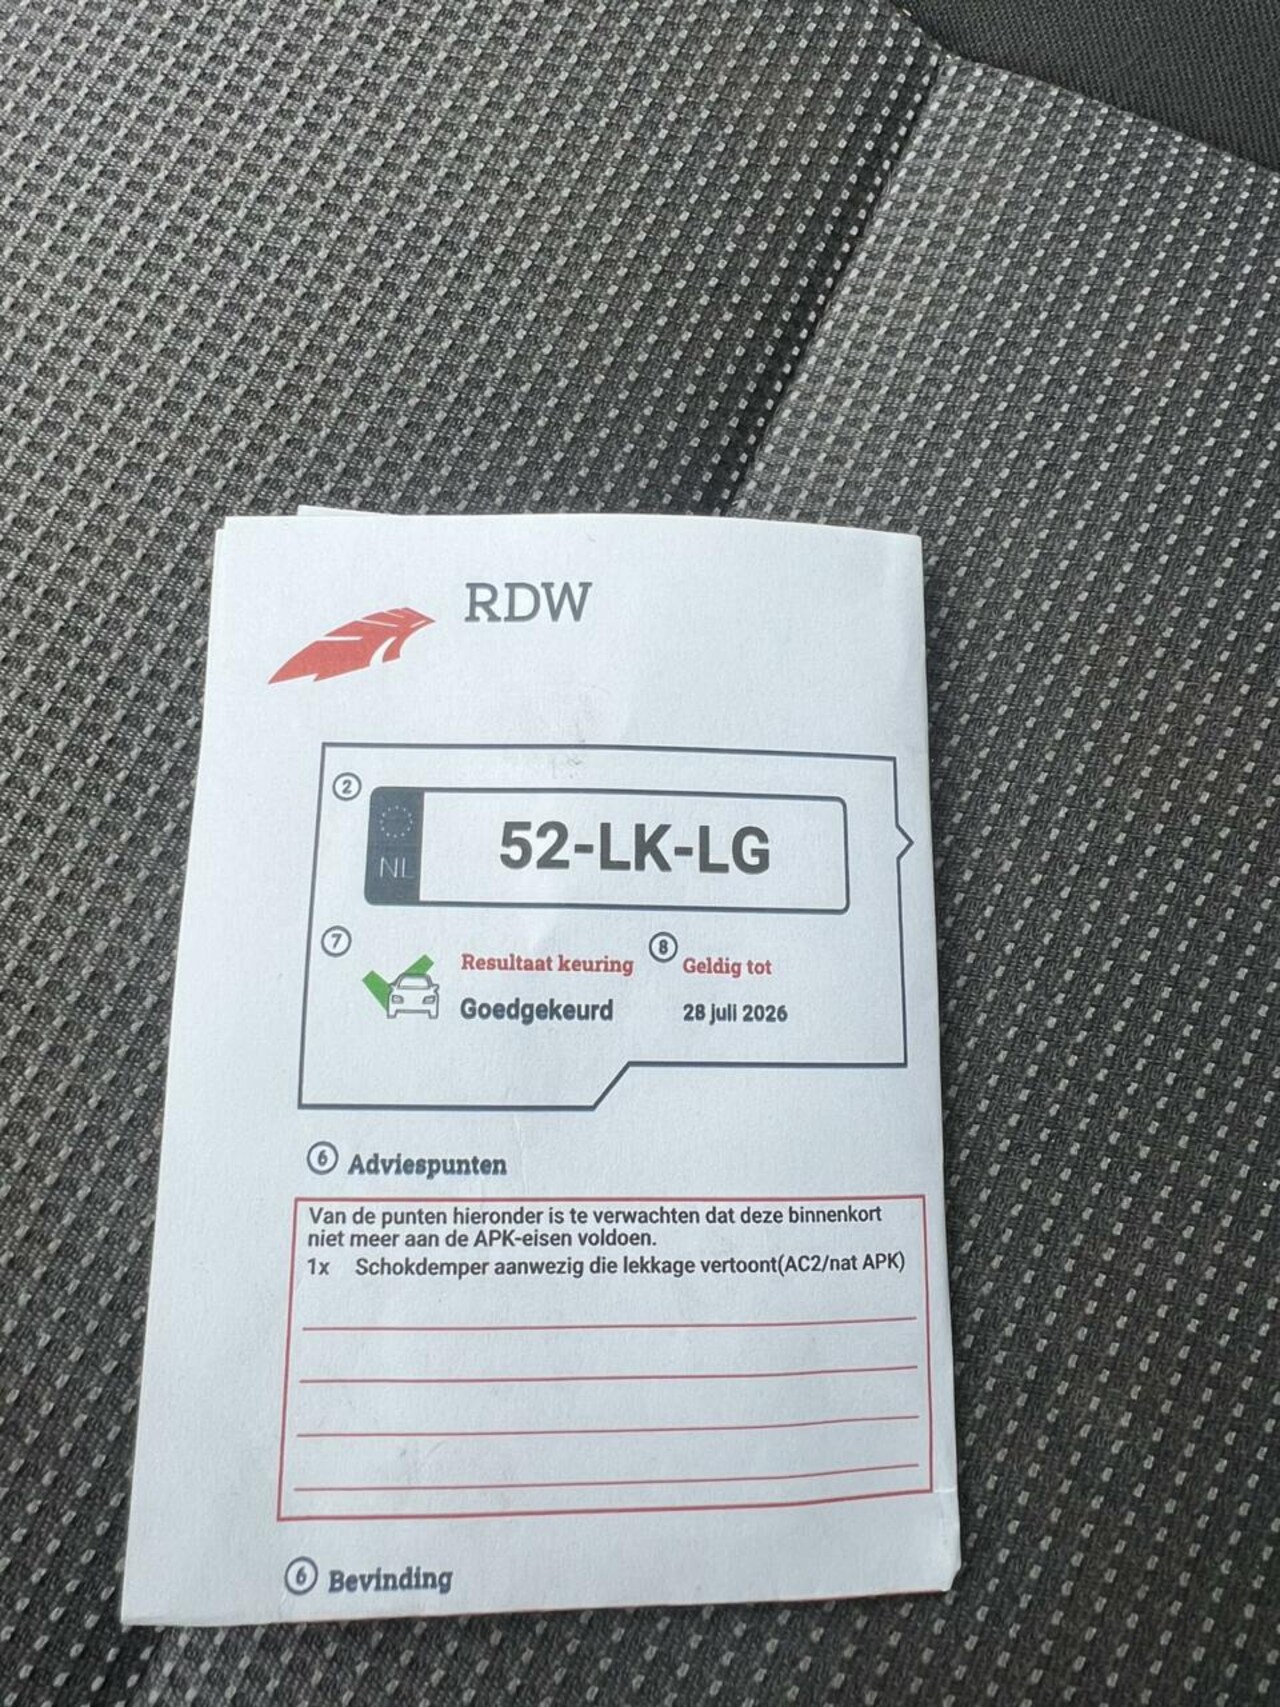 RDW
2
NL
52-LK-LG
7
Resultaat keuring
8
Geldig tot
Goedgekeurd
28 juli 2026
6 Adviespunten
Van de punten hieronder is te verwachten dat deze binnenkort
niet meer aan de APK-eisen voldoen.
1x Schokdemper aanwezig die lekkage vertoont(AC2/nat APK)
6 Bevinding